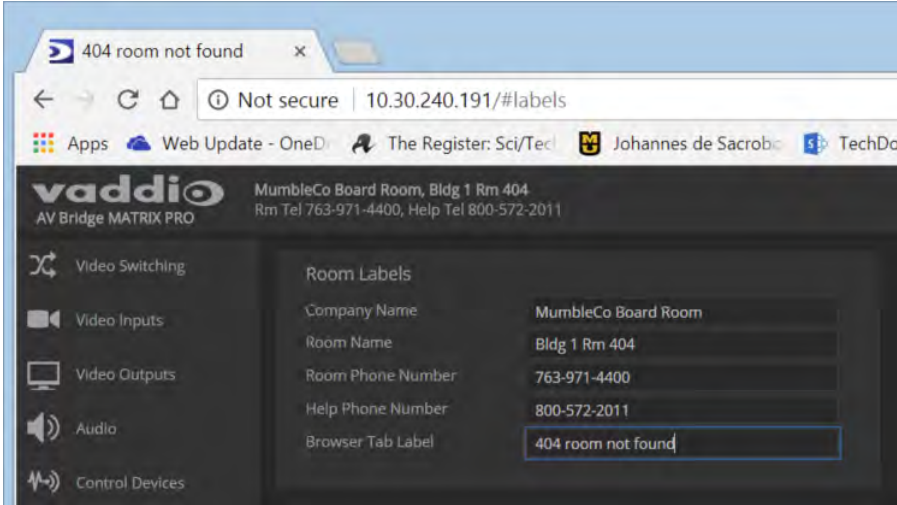 404 room not found
Not secure | 10.30.240.191/#labels
Apps Web Update - OneD The Register: Sci/Tec Johannes de Sacrobo TechDo
vaddio
AV Bridge MATRIX PRO
MumbleCo Board Room, Bldg 1 Rm 404
Rm Tel 763-971-4400, Help Tel 800-572-2011
Video Switching
Video Inputs
Video Outputs
Audio
Control Devices
Room Labels
Company Name MumbleCo Board Room
Room Name Bldg 1 Rm 404
Room Phone Number 763-971-4400
Help Phone Number 800-572-2011
Browser Tab Label 404 room not found